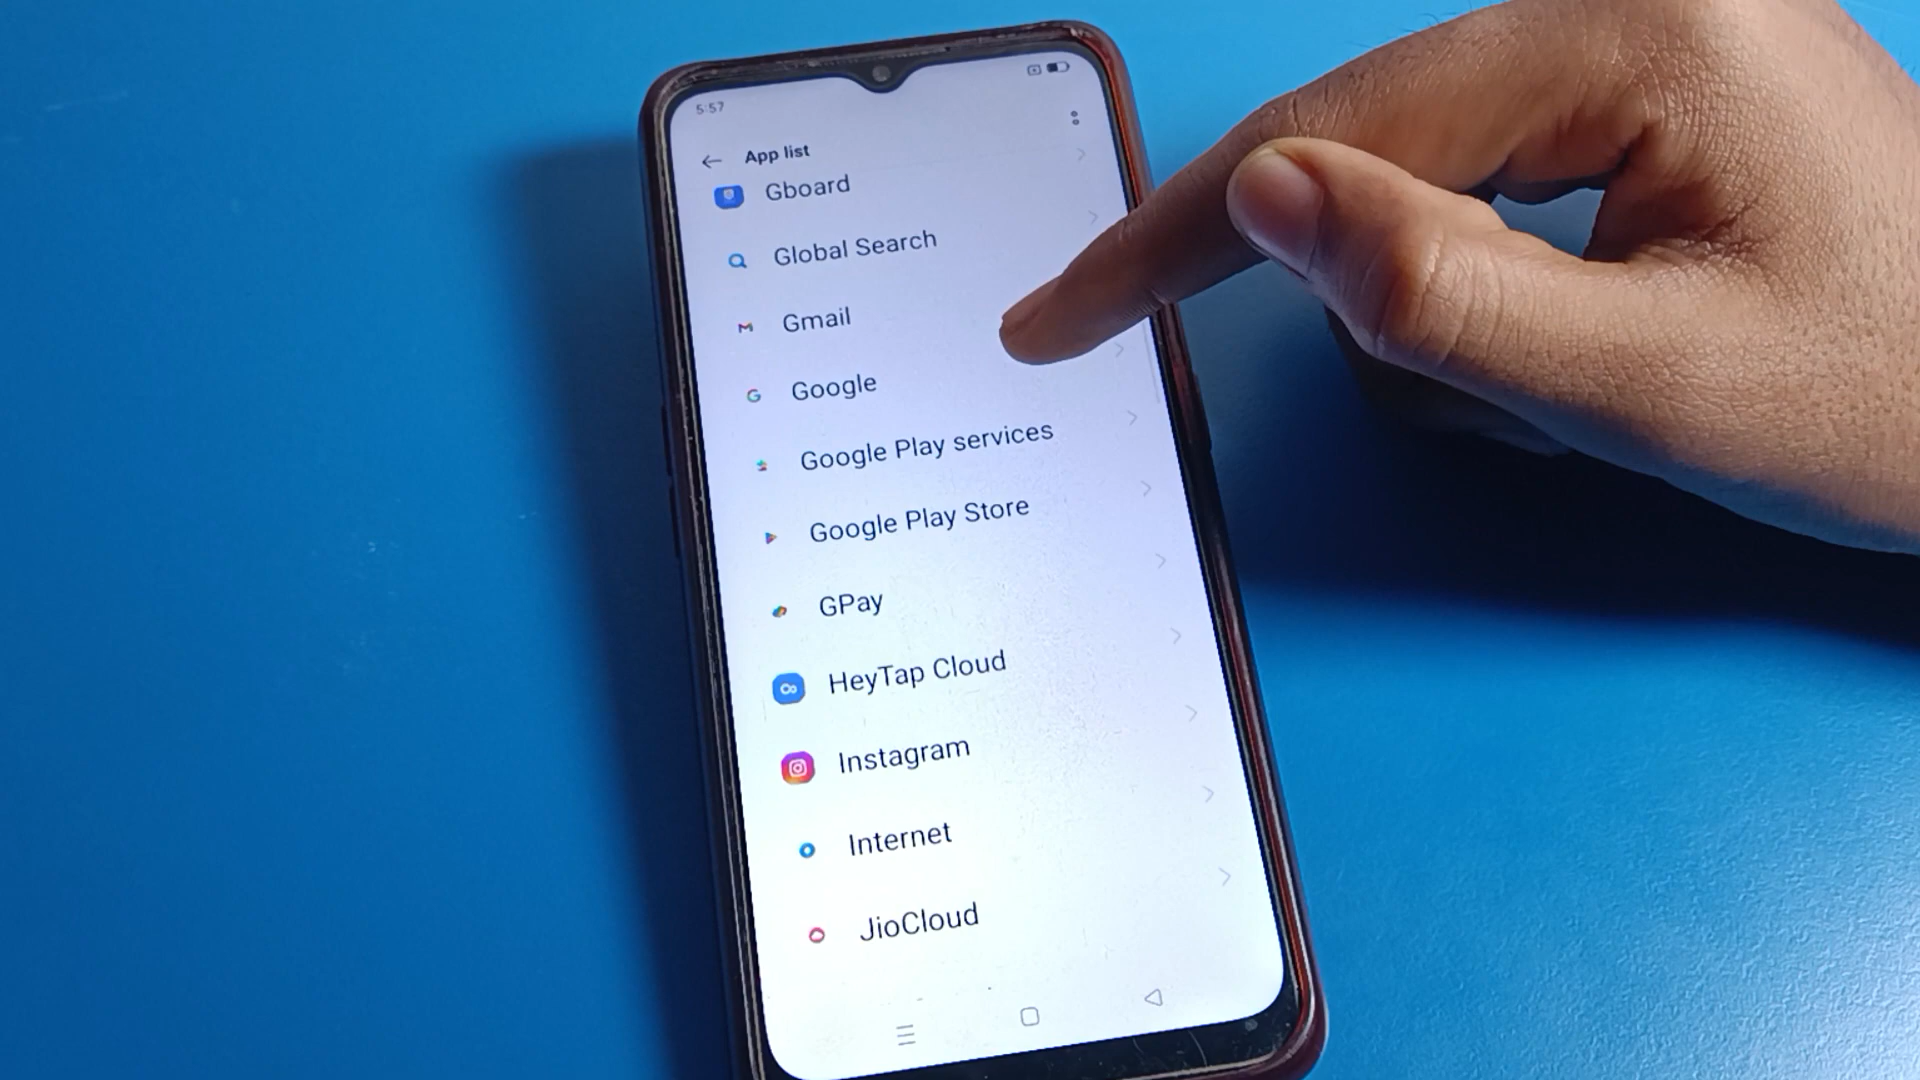 5:57
App list
Gboard
Global Search
Gmail
Google
Google Play services
Google Play Store
GPay
HeyTap Cloud
Instagram
Internet
JioCloud